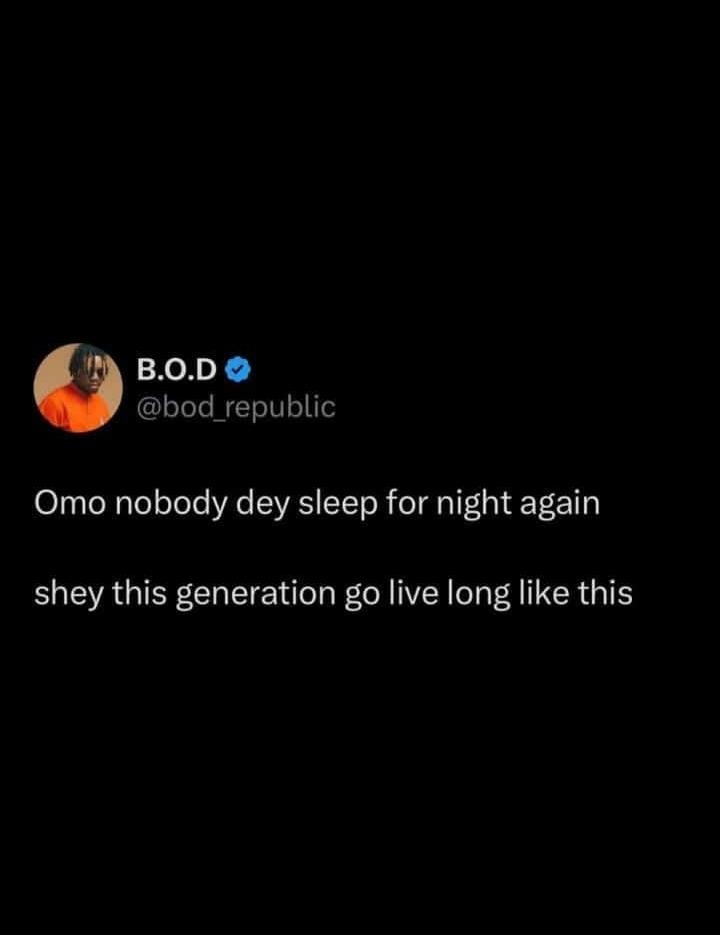 B.O.D
@bod_republic
Omo nobody dey sleep for night again
shey this generation go live long like this